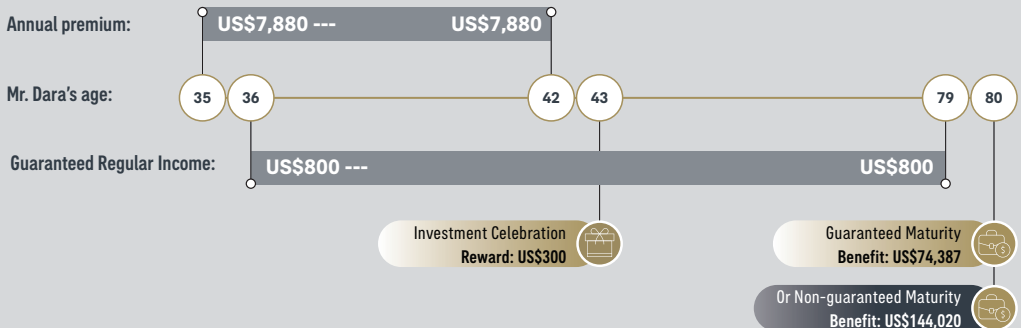 Annual premium:
US$7,880 --- US$7,880
Mr. Dara's age:
35 36 42 43 79 80
Guaranteed Regular Income:
US$800 --- US$800
Investment Celebration
Reward: US$300
Guaranteed Maturity
Benefit: US$74,387
Or Non-guaranteed Maturity
Benefit: US$144,020